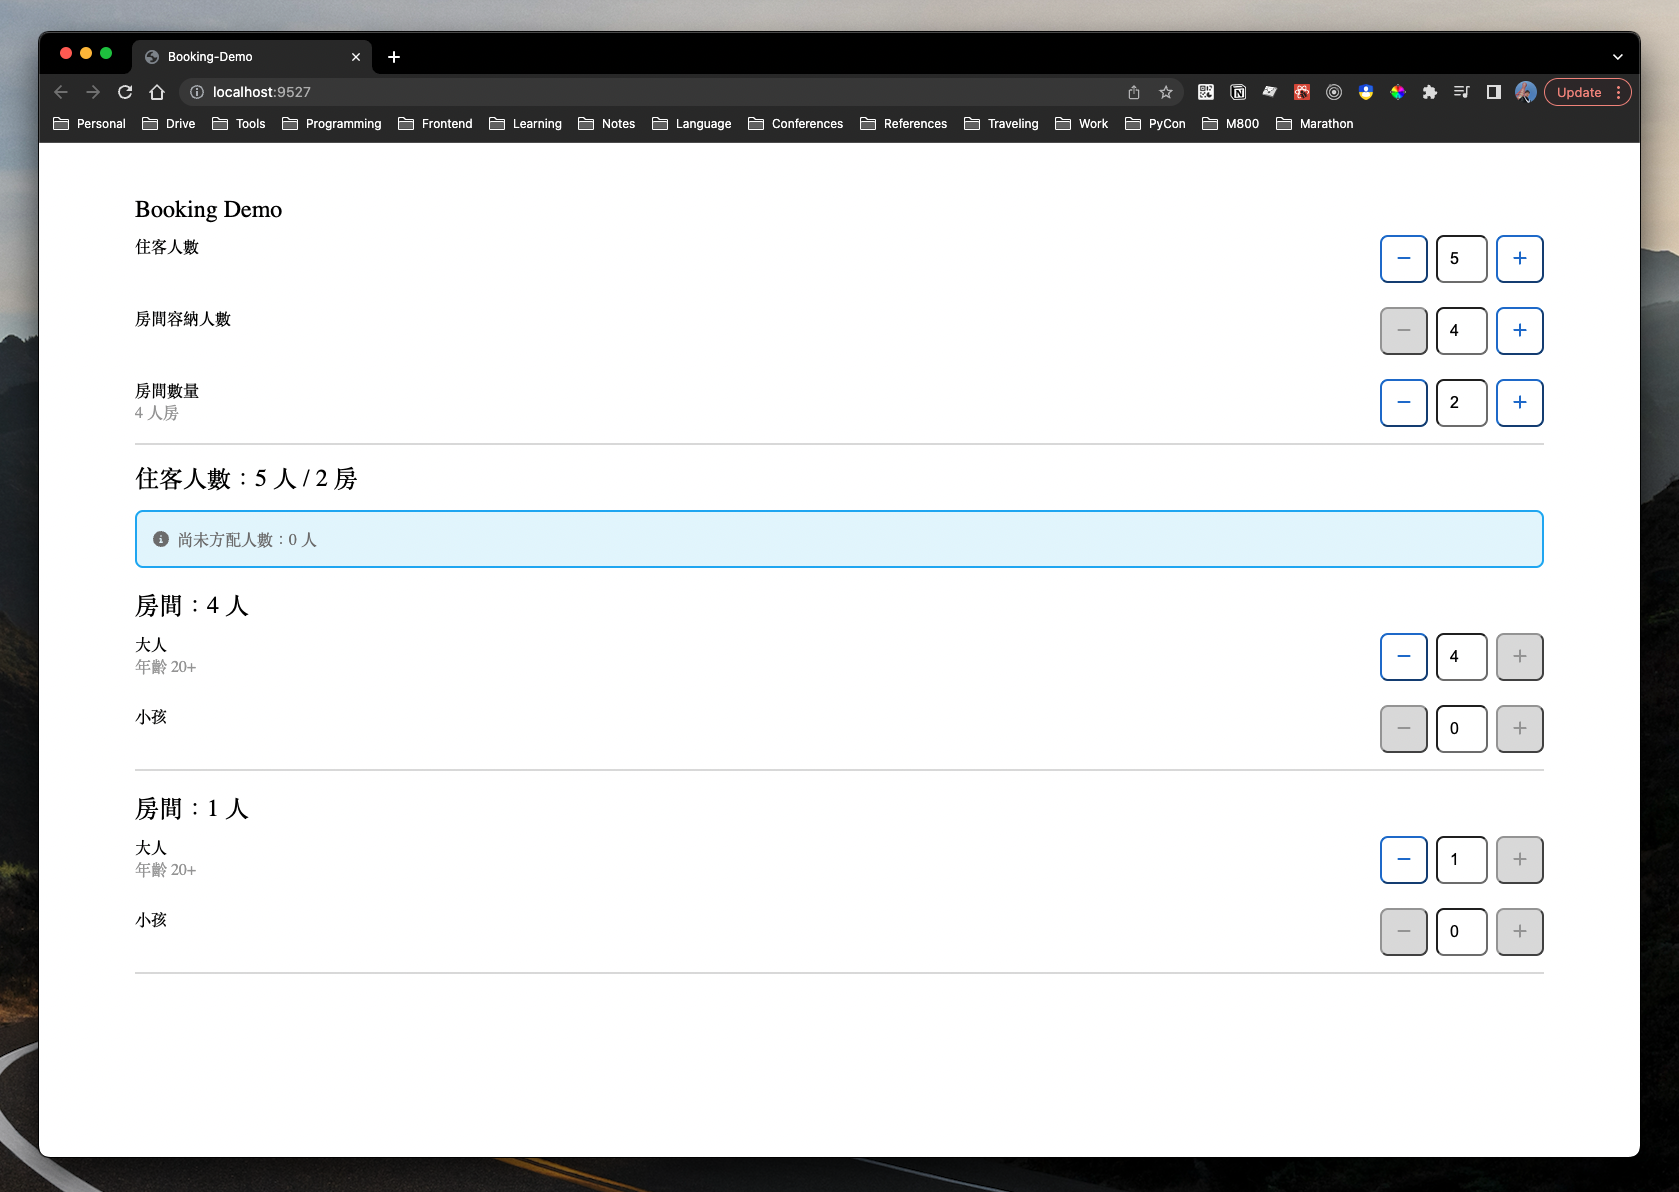 Booking-Demo
localhost:9527
Update
Personal
Drive
Tools
Programming
Frontend
Learning
Notes
Language
Conferences
References
Traveling
Work
PyCon
M800
Marathon
Booking Demo
住客人數
5
房間容納人數
4
房間數量
4 人房
2
住客人數：5 人 / 2 房
尚未方配人數：0 人
房間：4 人
大人
年齡 20+
4
小孩
0
房間：1 人
大人
年齡 20+
1
小孩
0